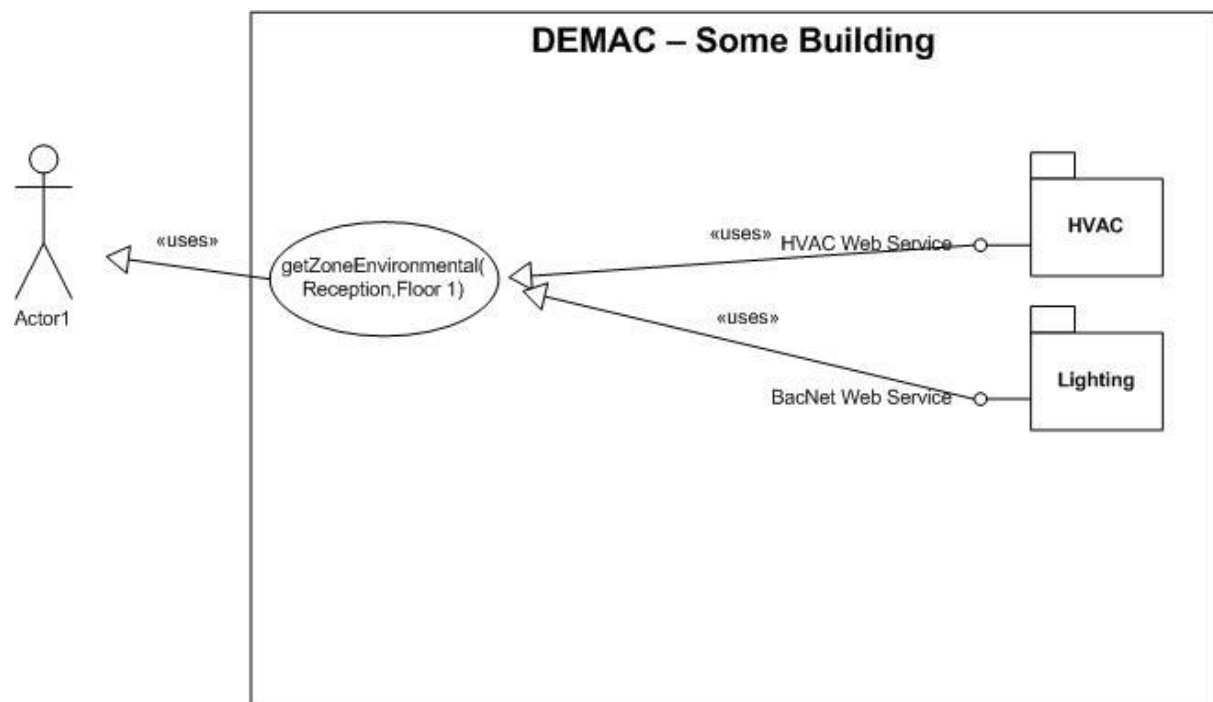 DEMAC – Some Building
«uses»
HVAC
«uses»
HVAC Web Service
getZoneEnvironmental(
Reception,Floor 1)
Actor1
«uses»
Lighting
BacNet Web Service